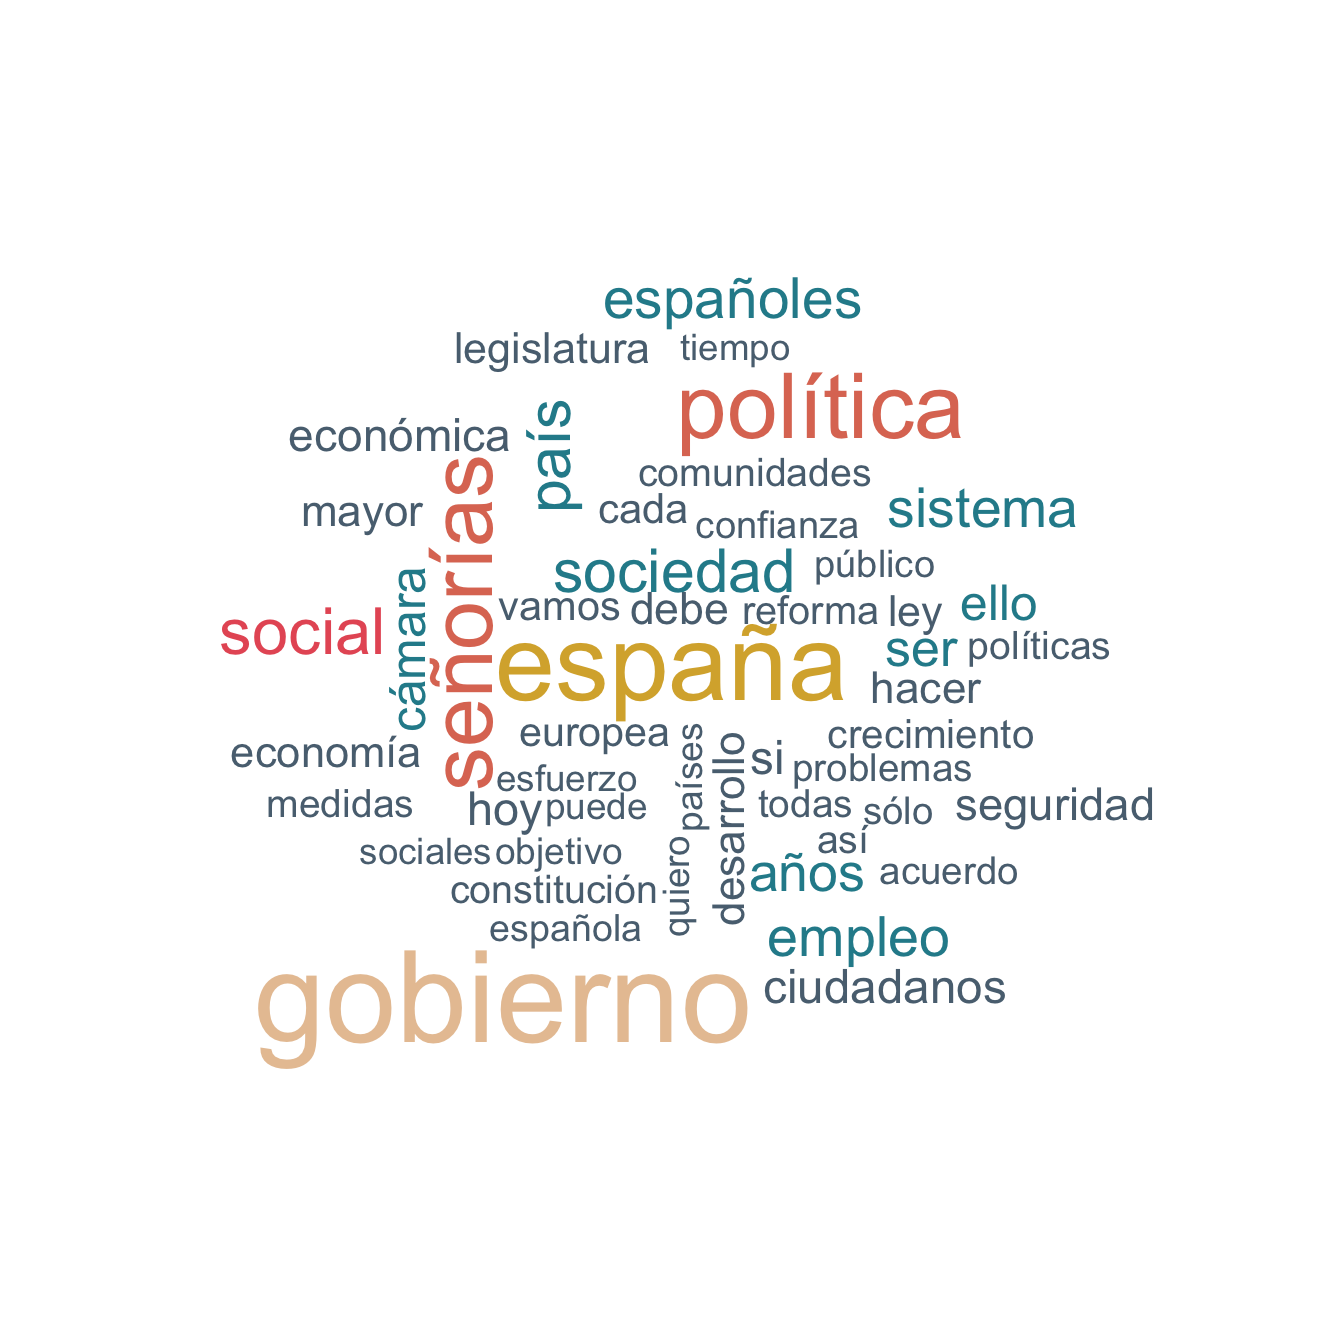 españoles
legislatura
tiempo
política
económica
país
comunidades
mayor
señorías
cada
sistema
confianza
sociedad
público
cámara
social
vamos
debe
reforma
ley
ello
españa
ser
políticas
hacer
europea
países
desarrollo
crecimiento
economía
si
esfuerzo
problemas
medidas
hoy
puede
todas
sólo
seguridad
así
sociales
objetivo
quiero
años
acuerdo
constitución
española
empleo
gobierno
ciudadanos